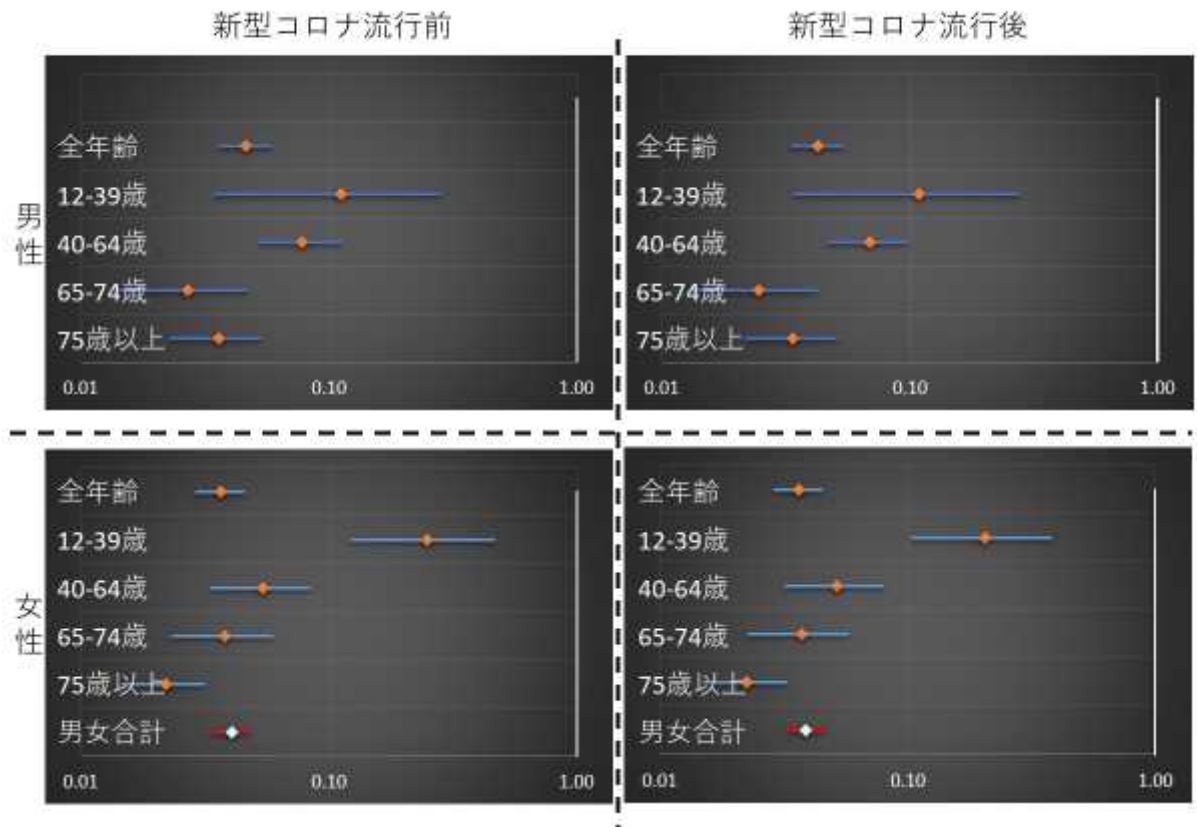 新型コロナ流行前
新型コロナ流行後
男性
全年齢
12-39歳
40-64歳
65-74歳
75歳以上
0.01 0.10 1.00
全年齢
12-39歳
40-64歳
65-74歳
75歳以上
0.01 0.10 1.00
女性
全年齢
12-39歳
40-64歳
65-74歳
75歳以上
男女合計
0.01 0.10 1.00
全年齢
12-39歳
40-64歳
65-74歳
75歳以上
男女合計
0.01 0.10 1.00